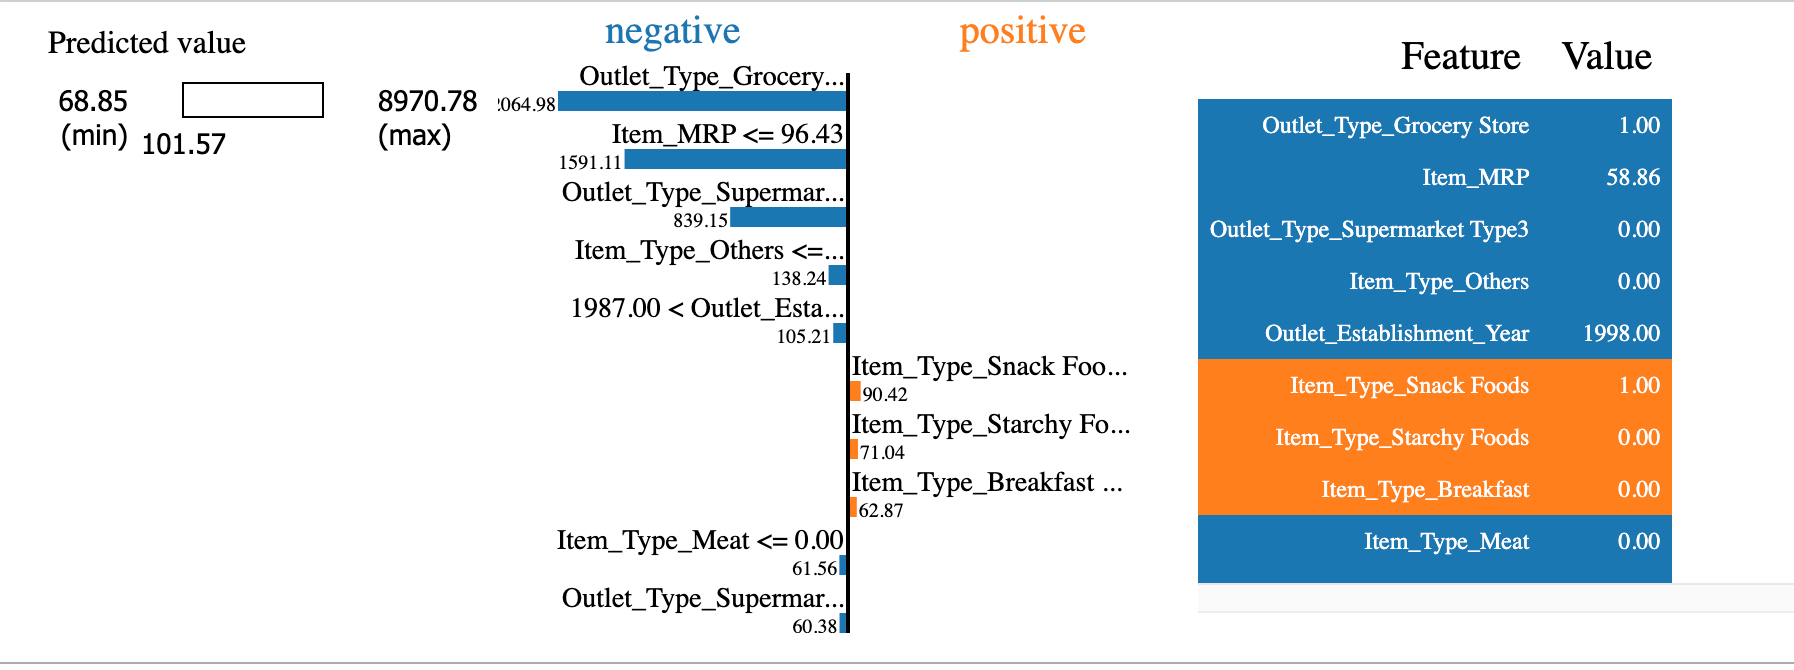 Predicted value
68.85
(min)
101.57
8970.78
(max)
negative
positive
Outlet_Type_Grocery...
2064.98
Item_MRP <= 96.43
1591.11
Outlet_Type_Supermar...
839.15
Item_Type_Others <=...
138.24
1987.00 < Outlet_Esta...
105.21
Item_Type_Snack Foo...
90.42
Item_Type_Starchy Fo...
71.04
Item_Type_Breakfast ...
62.87
Item_Type_Meat <= 0.00
61.56
Outlet_Type_Supermar...
60.38
Feature Value
Outlet_Type_Grocery Store 1.00
Item_MRP 58.86
Outlet_Type_Supermarket Type3 0.00
Item_Type_Others 0.00
Outlet_Establishment_Year 1998.00
Item_Type_Snack Foods 1.00
Item_Type_Starchy Foods 0.00
Item_Type_Breakfast 0.00
Item_Type_Meat 0.00